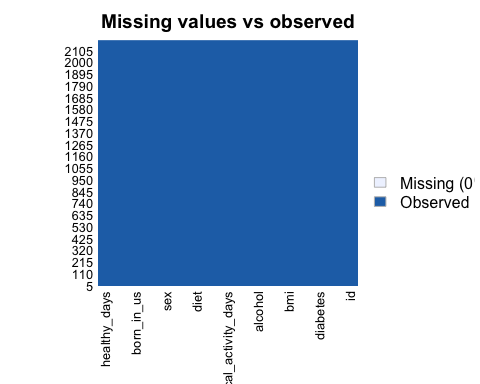 Missing values vs observed
2105
2000
1895
1790
1685
1580
1475
1370
1265
1160
1055
950
845
740
635
530
425
320
215
110
5
Missing (0
Observed
healthy_days
born_in_us
sex
diet
cal_activity_days
alcohol
bmi
diabetes
id